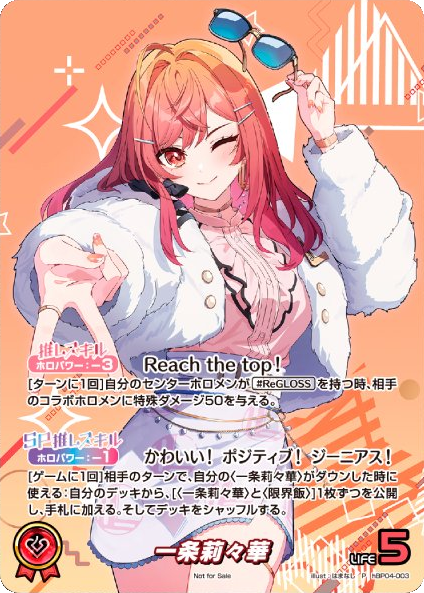 推しスキル
ホロパワー：－3
Reach the top！
[ターンに1回]自分のセンターホロメンが #ReGLOSS を持つ時、相手
のコラボホロメンに特殊ダメージ50を与える。
SP推しスキル
ホロパワー：－1
かわいい！ ポジティブ！ ジーニアス！
[ゲームに1回]相手のターンで、自分の〈一条莉々華〉がダウンした時に
使える：自分のデッキから、[〈一条莉々華〉と〈限界飯〉]1枚ずつを公開
し、手札に加える。そしてデッキをシャッフルする。
一条莉々華
LIFE 5
Not for Sale
illust：はまなし P hBP04-003